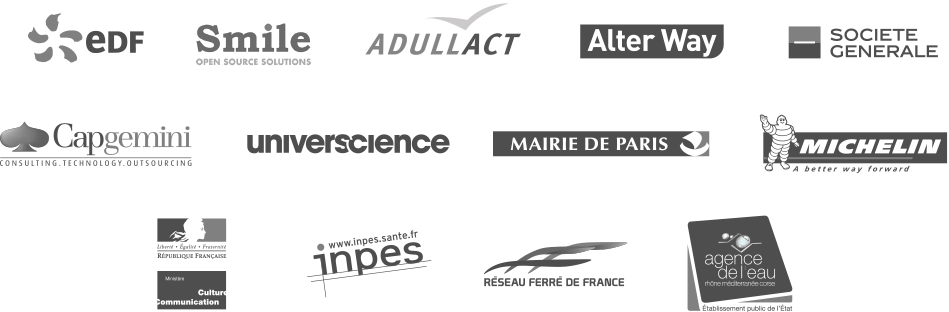 eDF
Smile
OPEN SOURCE SOLUTIONS
ADULLACT
Alter Way
SOCIETE
GENERALE
Capgemini
CONSULTING.TECHNOLOGY.OUTSOURCING
universcience
MAIRIE DE PARIS
MICHELIN
A better way forward
Liberté • Égalité • Fraternité
RÉPUBLIQUE FRANÇAISE
Ministère
Culture
Communication
www.inpes.sante.fr
inpes
RÉSEAU FERRÉ DE FRANCE
agence
de l'eau
rhône méditerranée corse
Établissement public de l'État